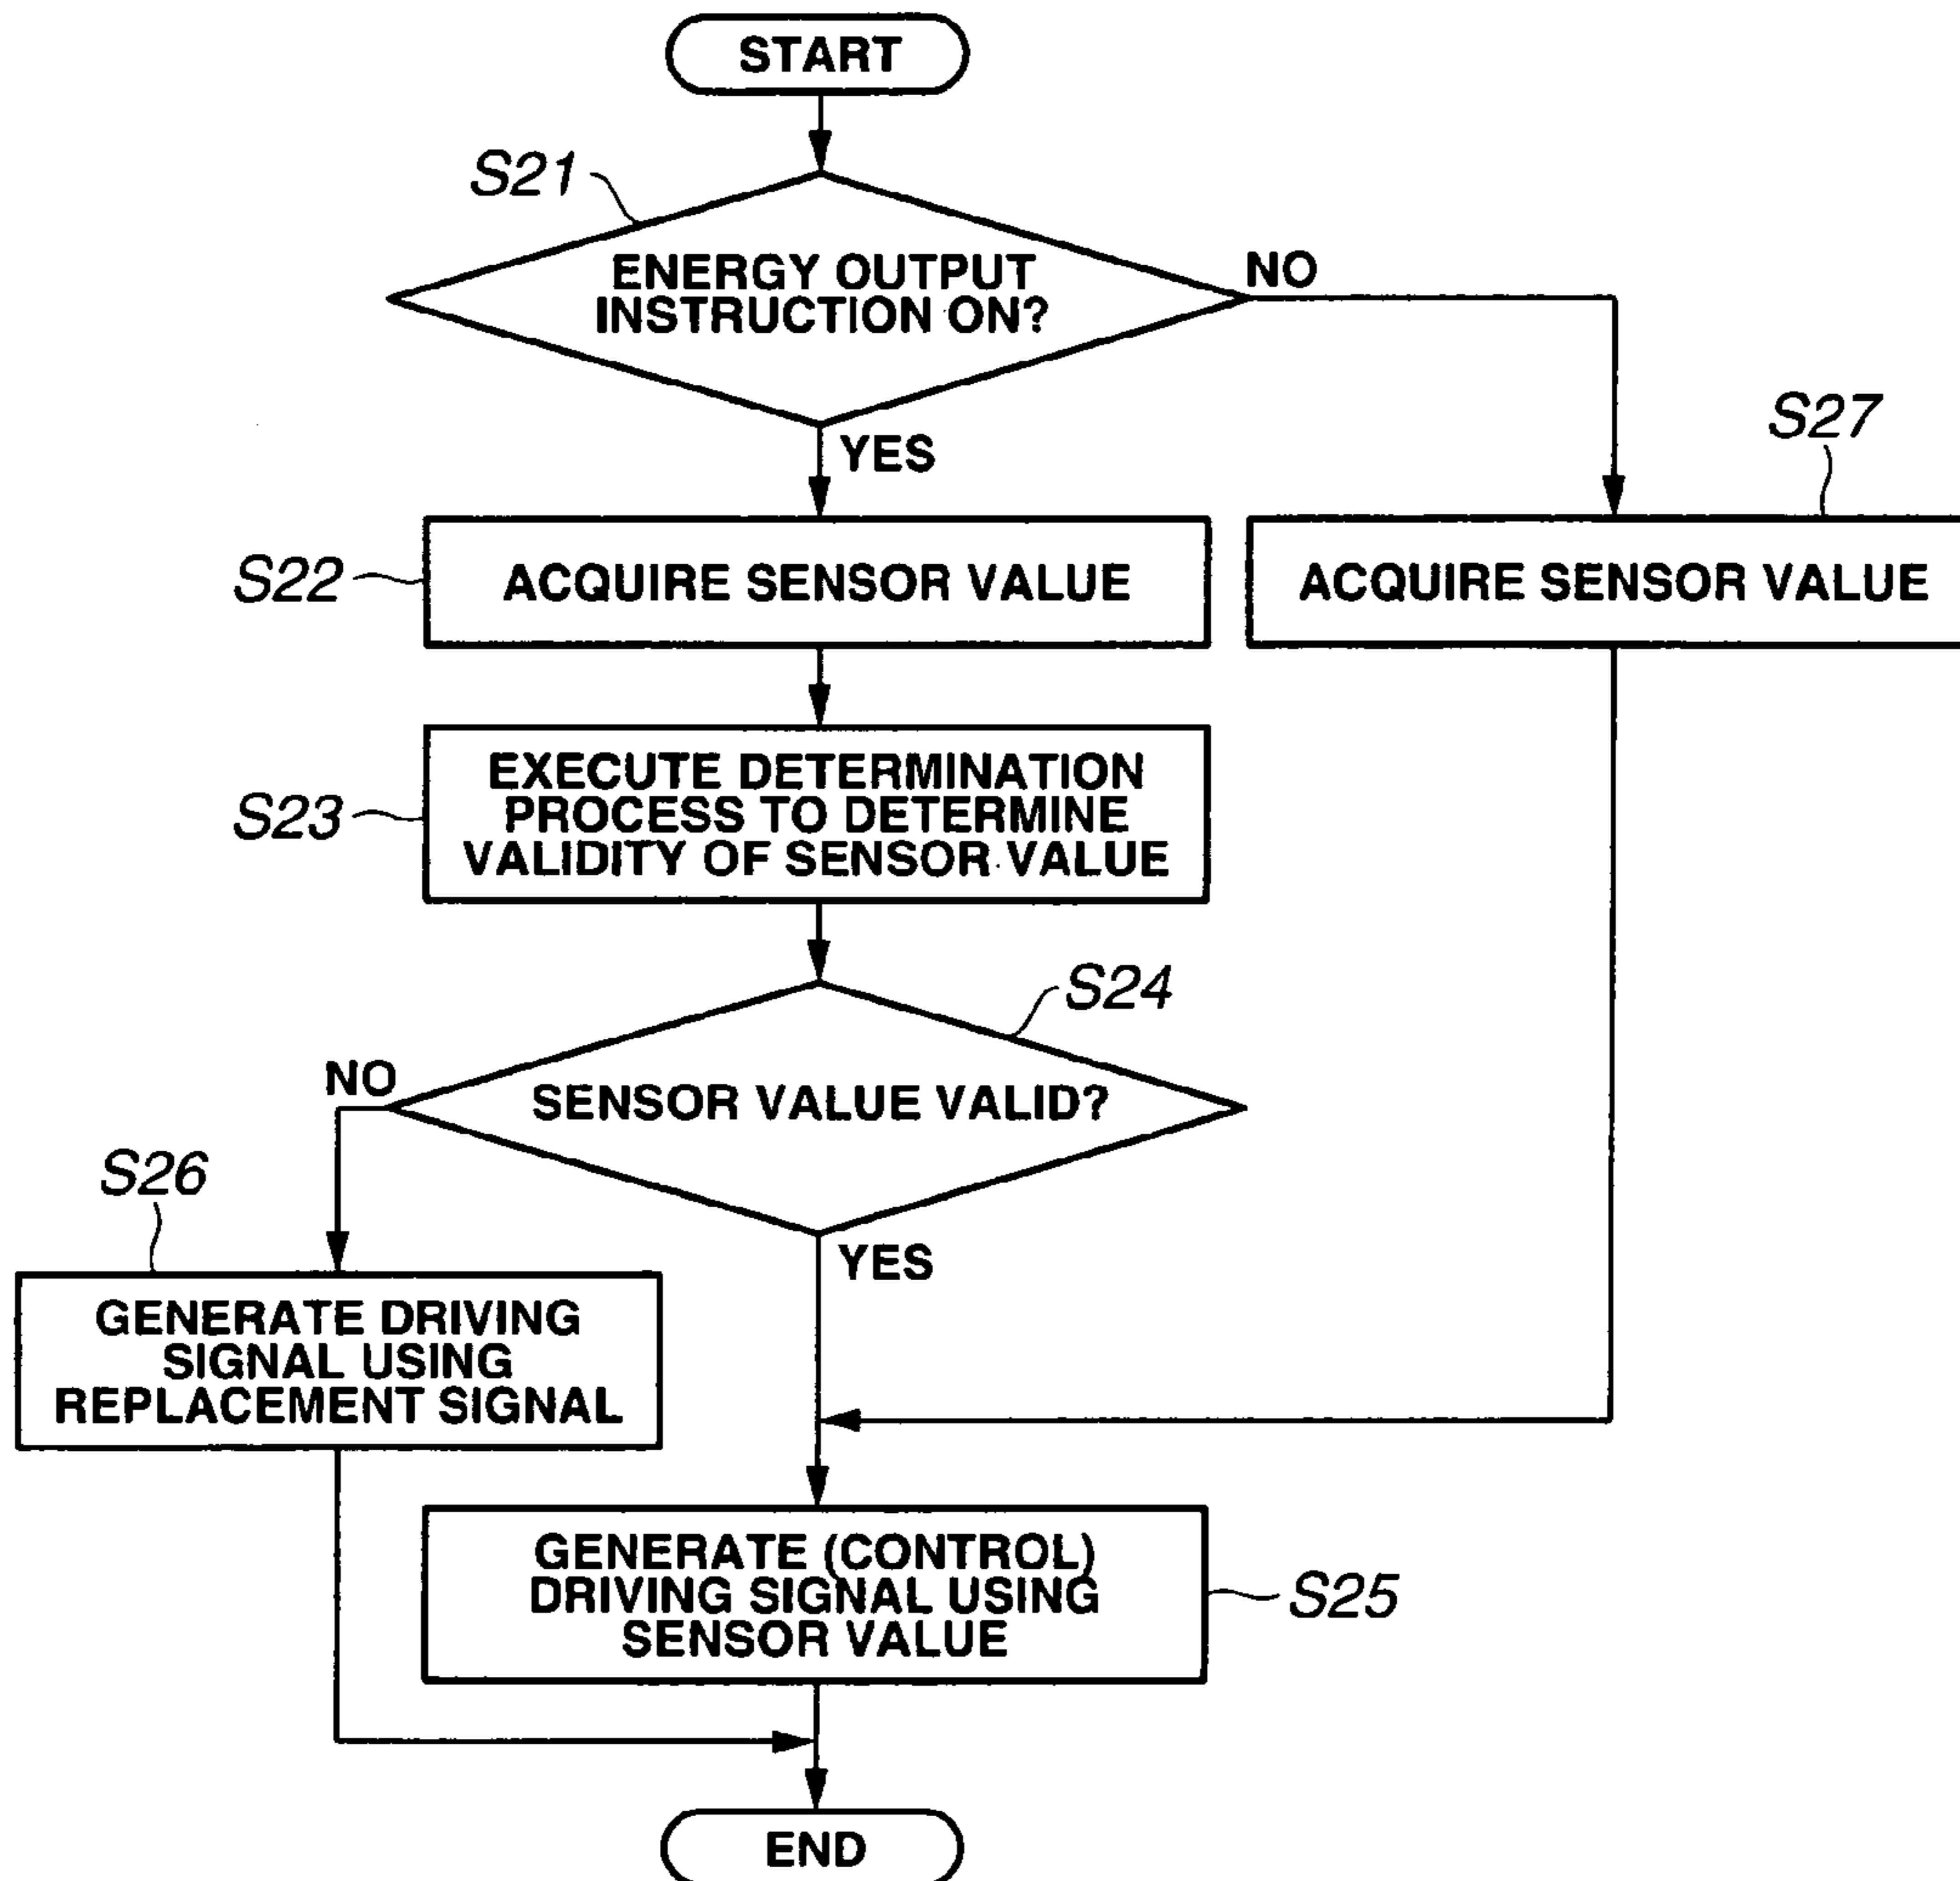 START
S21
ENERGY OUTPUT
INSTRUCTION ON?
NO
YES
S27
S22
ACQUIRE SENSOR VALUE
ACQUIRE SENSOR VALUE
S23
EXECUTE DETERMINATION
PROCESS TO DETERMINE
VALIDITY OF SENSOR VALUE
S24
NO
SENSOR VALUE VALID?
S26
YES
GENERATE DRIVING
SIGNAL USING
REPLACEMENT SIGNAL
GENERATE (CONTROL)
DRIVING SIGNAL USING
SENSOR VALUE
S25
END